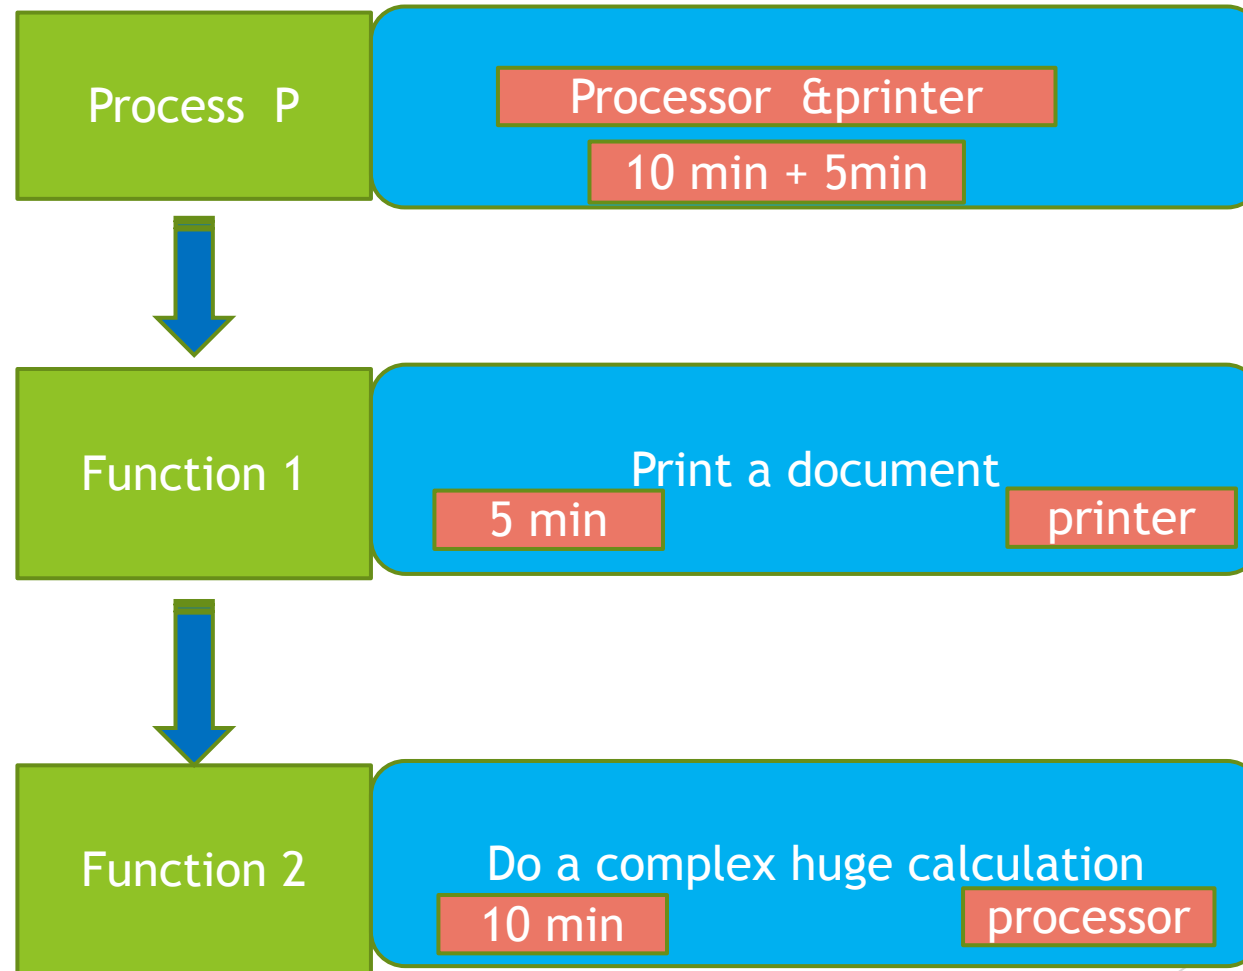 Process P
Processor &printer
10 min + 5min
Function 1
Print a document
5 min
printer
Function 2
Do a complex huge calculation
10 min
processor